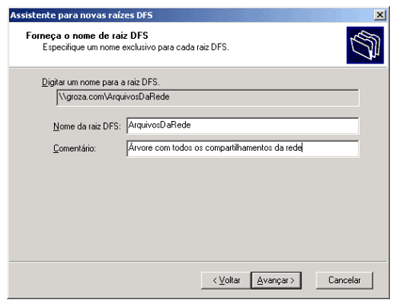 Assistente para novas raízes DFS
Forneça o nome de raiz DFS
Especifique um nome exclusivo para cada raiz DFS.
Digitar um nome para a raiz DFS.
\\groza.com\ArquivosDaRede
Nome da raiz DFS: ArquivosDaRede
Comentário: Árvore com todos os compartilhamentos da rede
< Voltar Avançar > Cancelar